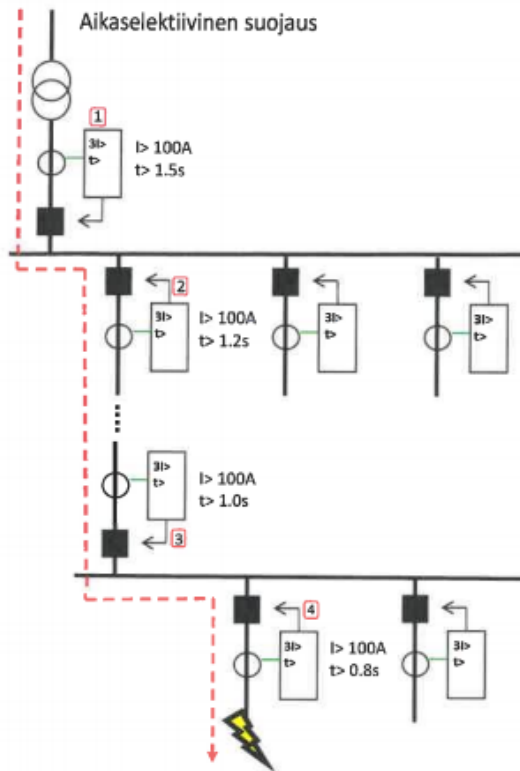 Aikaselektiivinen suojaus
1
3I>
t>
I> 100A
t> 1.5s
2
3I>
t>
I> 100A
t> 1.2s
3I>
t>
3I>
t>
3I>
t>
I> 100A
t> 1.0s
3
4
3I>
t>
I> 100A
t> 0.8s
3I>
t>